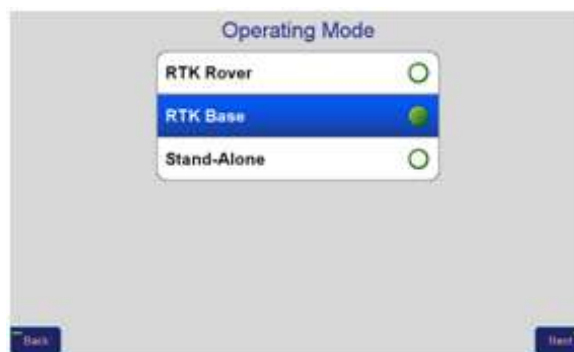 Operating Mode
RTK Rover
RTK Base
Stand-Alone
Back
Next